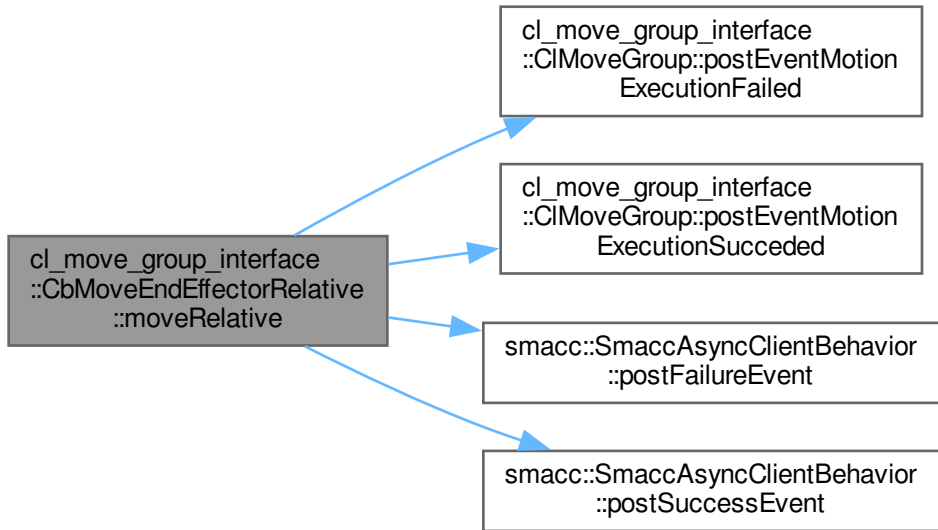 cl_move_group_interface
::ClMoveGroup::postEventMotion
ExecutionFailed
cl_move_group_interface
::ClMoveGroup::postEventMotion
ExecutionSucceded
cl_move_group_interface
::CbMoveEndEffectorRelative
::moveRelative
smacc::SmaccAsyncClientBehavior
::postFailureEvent
smacc::SmaccAsyncClientBehavior
::postSuccessEvent